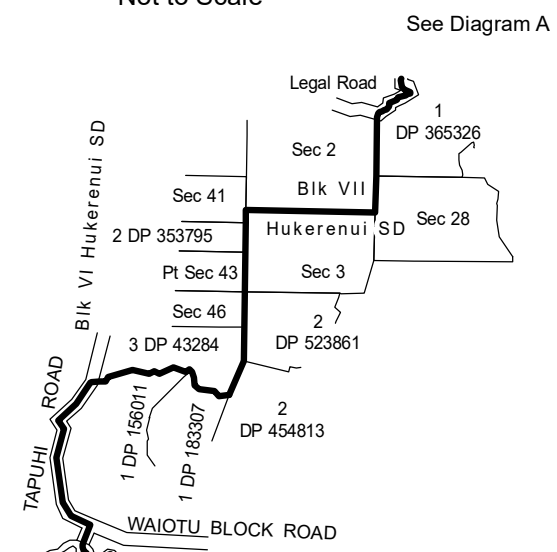 Not to Scale
See Diagram A
Legal Road
1
DP 365326
Sec 2
Blk VII
Sec 41
Sec 28
Hukerenui SD
2 DP 353795
Pt Sec 43
Sec 3
Blk VI Hukerenui SD
Sec 46
2
DP 523861
3 DP 43284
TAPUHI ROAD
1 DP 156011
1 DP 183307
2
DP 454813
WAIOTU BLOCK ROAD